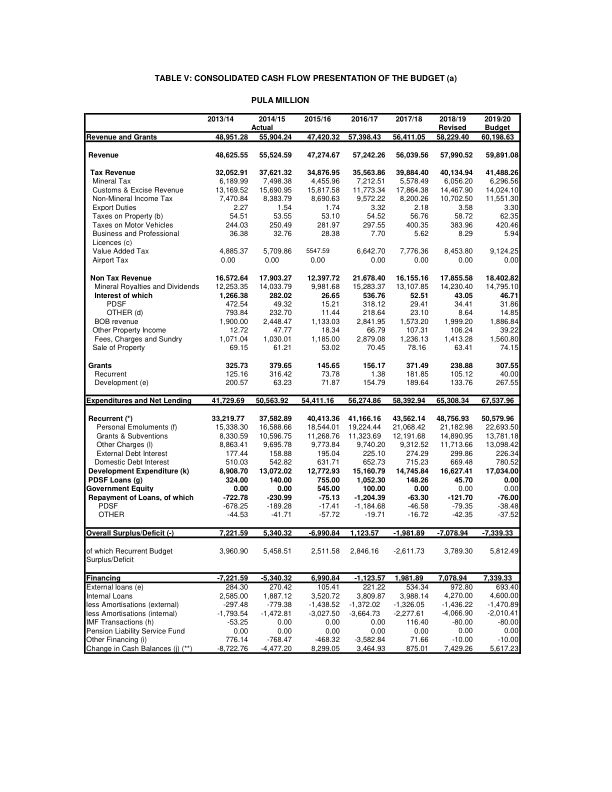 TABLE V: CONSOLIDATED CASH FLOW PRESENTATION OF THE BUDGET (a)
PULA MILLION
2013/14 2014/15 2015/16 2016/17 2017/18 2018/19 2019/20
Actual Revised Budget
Revenue and Grants 48,951.28 55,904.24 47,420.32 57,398.43 56,411.05 58,229.40 60,198.63
Revenue 48,625.55 55,524.59 47,274.67 57,242.26 56,039.56 57,990.52 59,891.08
Tax Revenue 32,052.91 37,621.32 34,876.95 35,563.86 39,884.40 40,134.94 41,488.26
Mineral Tax 6,189.99 7,498.38 4,455.96 7,212.51 5,578.49 6,056.20 6,296.56
Customs & Excise Revenue 13,169.52 15,690.95 15,817.58 11,773.34 17,864.38 14,467.90 14,024.10
Non-Mineral Income Tax 7,470.84 8,383.79 8,690.63 9,572.22 8,200.26 10,702.50 11,551.30
Export Duties 2.27 1.54 1.74 3.32 2.18 3.58 3.30
Taxes on Property (b) 54.51 53.55 53.10 54.52 56.76 58.72 62.35
Taxes on Motor Vehicles 244.03 250.49 281.97 297.55 400.35 383.96 420.46
Business and Professional 36.38 32.76 28.38 7.70 5.62 8.29 5.94
Licences (c)
Value Added Tax 4,885.37 5,709.86 5547.59 6,642.70 7,776.36 8,453.80 9,124.25
Airport Tax 0.00 0.00 0.00 0.00 0.00 0.00 0.00
Non Tax Revenue 16,572.64 17,903.27 12,397.72 21,678.40 16,155.16 17,855.58 18,402.82
Mineral Royalties and Dividends 12,253.35 14,033.79 9,981.68 15,283.37 13,107.85 14,230.40 14,795.10
Interest of which 1,266.38 282.02 26.65 536.76 52.51 43.05 46.71
PDSF 472.54 49.32 15.21 318.12 29.41 34.41 31.86
OTHER (d) 793.84 232.70 11.44 218.64 23.10 8.64 14.85
BOB revenue 1,900.00 2,448.47 1,133.03 2,841.95 1,573.20 1,999.20 1,886.84
Other Property Income 12.72 47.77 18.34 66.79 107.31 106.24 39.22
Fees, Charges and Sundry 1,071.04 1,030.01 1,185.00 2,879.08 1,236.13 1,413.28 1,560.80
Sale of Property 69.15 61.21 53.02 70.45 78.16 63.41 74.15
Grants 325.73 379.65 145.65 156.17 371.49 238.88 307.55
Recurrent 125.16 316.42 73.78 1.38 181.85 105.12 40.00
Development (e) 200.57 63.23 71.87 154.79 189.64 133.76 267.55
Expenditures and Net Lending 41,729.69 50,563.92 54,411.16 56,274.86 58,392.94 65,308.34 67,537.96
Recurrent (*) 33,219.77 37,582.89 40,413.36 41,166.16 43,562.14 48,756.93 50,579.96
Personal Emoluments (f) 15,338.30 16,588.66 18,544.01 19,224.44 21,068.42 21,182.98 22,693.50
Grants & Subventions 8,330.59 10,596.75 11,268.76 11,323.69 12,191.68 14,890.95 13,781.18
Other Charges (l) 8,863.41 9,695.78 9,773.84 9,740.20 9,312.52 11,713.66 13,098.42
External Debt Interest 177.44 158.88 195.04 225.10 274.29 299.86 226.34
Domestic Debt Interest 510.03 542.82 631.71 652.73 715.23 669.48 780.52
Development Expenditure (k) 8,908.70 13,072.02 12,772.93 15,160.79 14,745.84 16,627.41 17,034.00
PDSF Loans (g) 324.00 140.00 755.00 1,052.30 148.26 45.70 0.00
Government Equity 0.00 0.00 545.00 100.00 0.00 0.00 0.00
Repayment of Loans, of which -722.78 -230.99 -75.13 -1,204.39 -63.30 -121.70 -76.00
PDSF -678.25 -189.28 -17.41 -1,184.68 -46.58 -79.35 -38.48
OTHER -44.53 -41.71 -57.72 -19.71 -16.72 -42.35 -37.52
Overall Surplus/Deficit (-) 7,221.59 5,340.32 -6,990.84 1,123.57 -1,981.89 -7,078.94 -7,339.33
of which Recurrent Budget 3,960.90 5,458.51 2,511.58 2,846.16 -2,611.73 3,789.30 5,812.49
Surplus/Deficit
Financing -7,221.59 -5,340.32 6,990.84 -1,123.57 1,981.89 7,078.94 7,339.33
External loans (e) 284.30 270.42 105.41 221.22 534.34 972.80 693.40
Internal Loans 2,585.00 1,887.12 3,520.72 3,809.87 3,988.14 4,270.00 4,600.00
less Amortisations (external) -297.48 -779.38 -1,438.52 -1,372.02 -1,326.05 -1,436.22 -1,470.89
less Amortisations (internal) -1,793.54 -1,472.81 -3,027.50 -3,664.73 -2,277.61 -4,066.90 -2,010.41
IMF Transactions (h) -53.25 0.00 0.00 0.00 116.40 -80.00 -80.00
Pension Liability Service Fund 0.00 0.00 0.00 0.00 0.00 0.00 0.00
Other Financing (i) 776.14 -768.47 -468.32 -3,582.84 71.66 -10.00 -10.00
Change in Cash Balances (j) (**) -8,722.76 -4,477.20 8,299.05 3,464.93 875.01 7,429.26 5,617.23